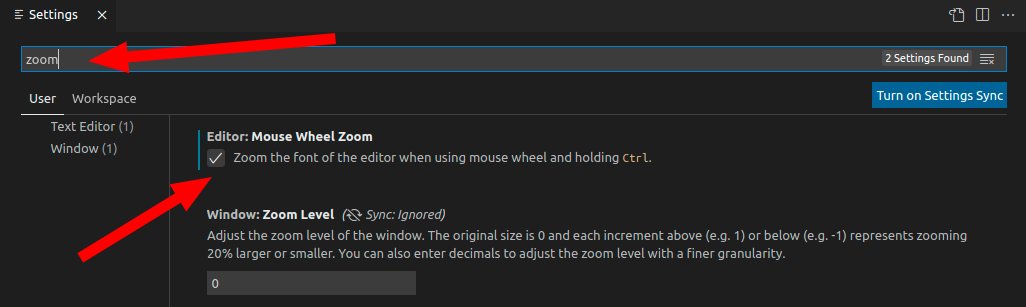 Settings
zoom
2 Settings Found
User Workspace
Turn on Settings Sync
Text Editor (1)
Window (1)
Editor: Mouse Wheel Zoom
Zoom the font of the editor when using mouse wheel and holding Ctrl.
Window: Zoom Level (Sync: Ignored)
Adjust the zoom level of the window. The original size is 0 and each increment above (e.g. 1) or below (e.g. -1) represents zooming
20% larger or smaller. You can also enter decimals to adjust the zoom level with a finer granularity.
0